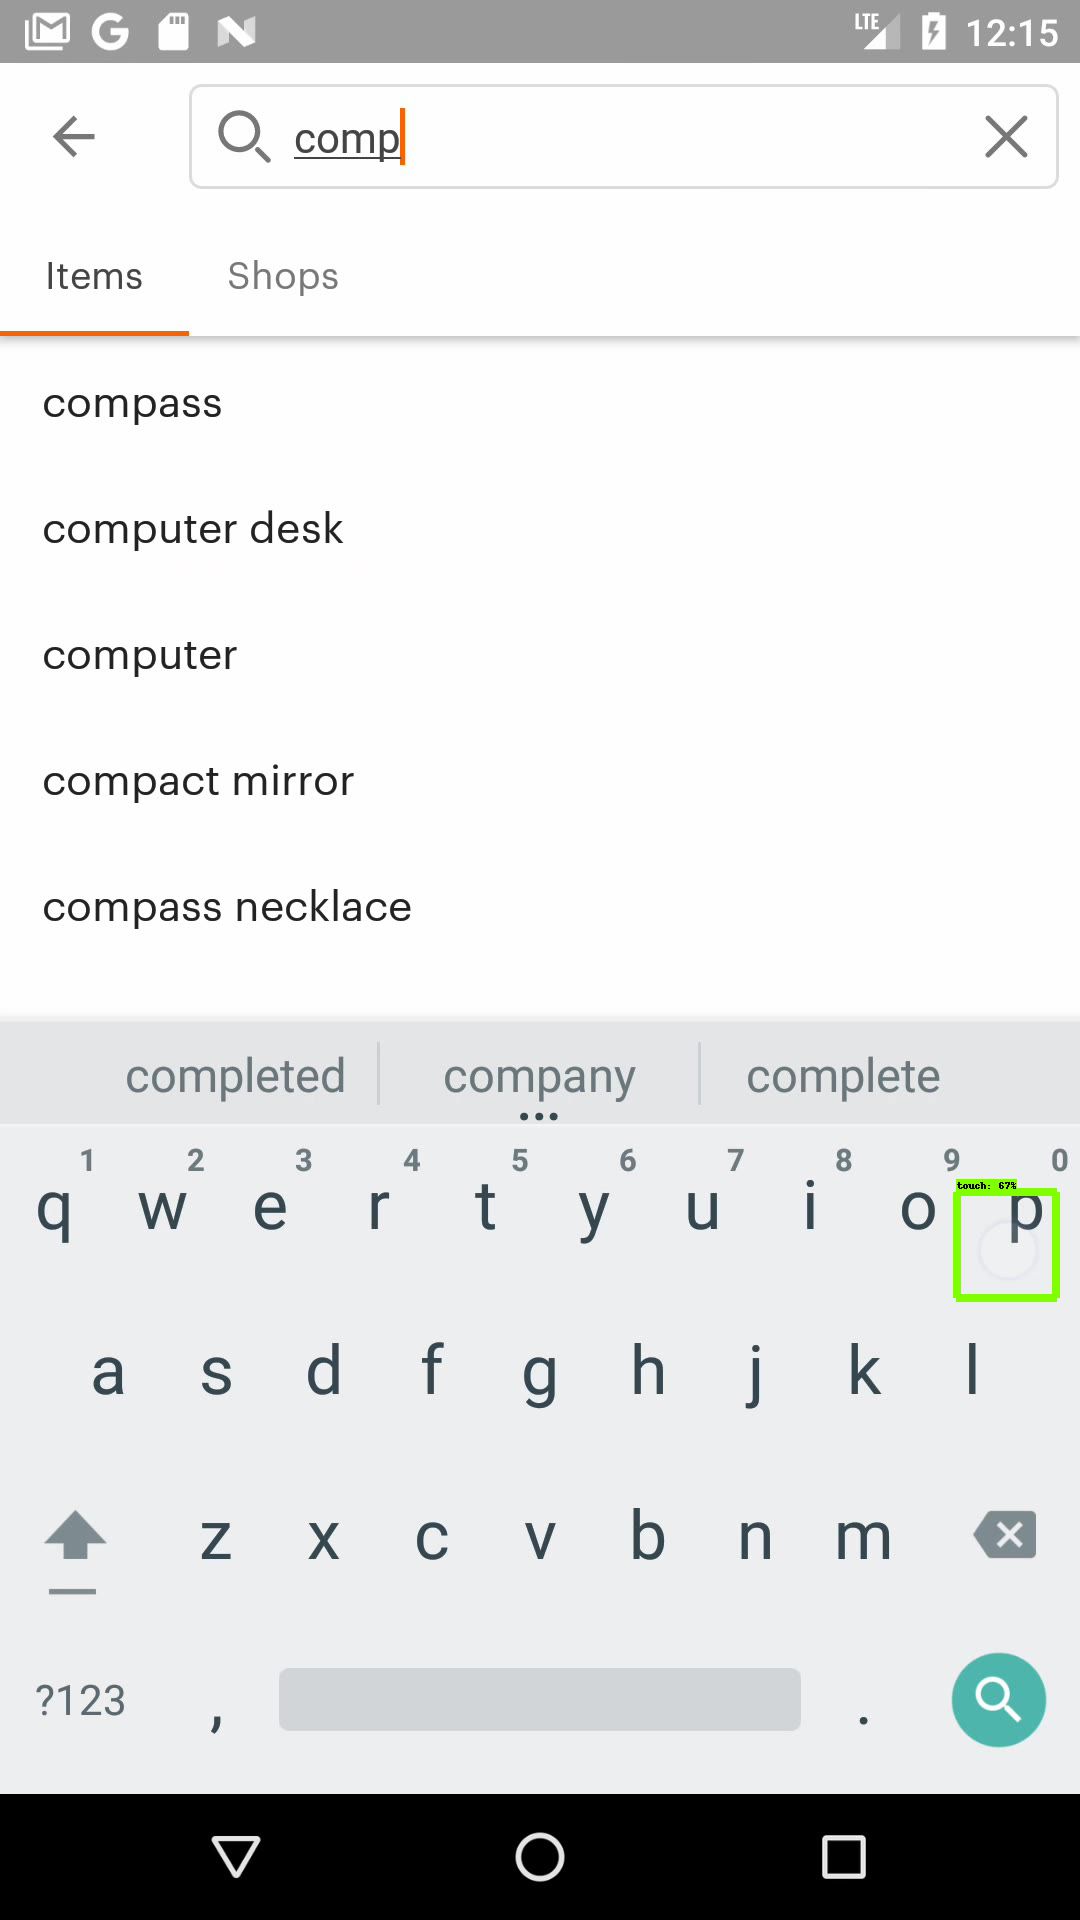 LTE 12:15
comp
Items Shops
compass
computer desk
computer
compact mirror
compass necklace
completed company complete
1 2 3 4 5 6 7 8 9 0
touch: 67%
q w e r t y u i o p
a s d f g h j k l
z x c v b n m
?123 , .